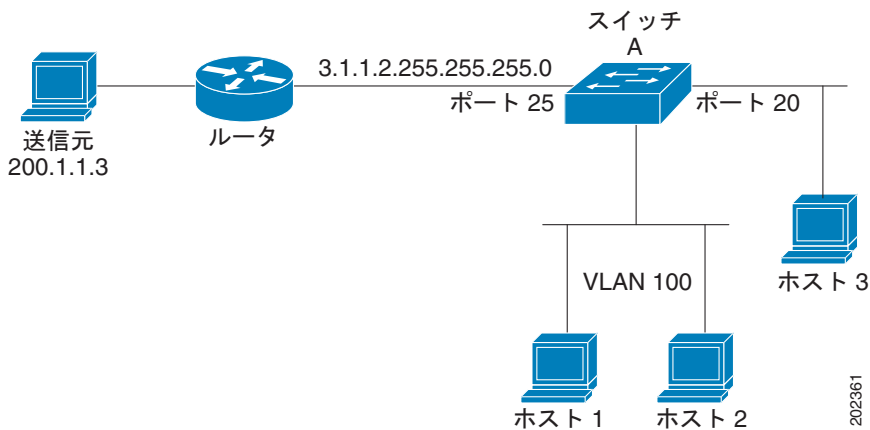 スイッチ
A
3.1.1.2.255.255.255.0
ポート 25
ポート 20
送信元
200.1.1.3
ルータ
VLAN 100
ホスト 3
ホスト 1
ホスト 2
202361